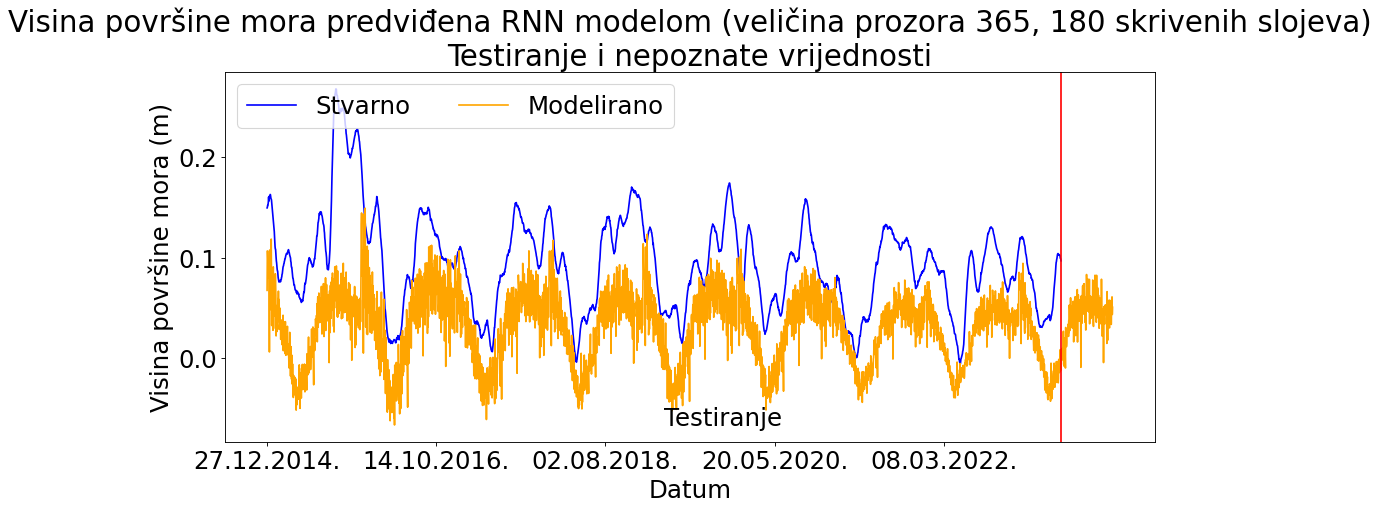 Visina površine mora predviđena RNN modelom (veličina prozora 365, 180 skrivenih slojeva)
Testiranje i nepoznate vrijednosti
Stvarno
Modelirano
Visina površine mora (m)
0.2
0.1
0.0
Testiranje
27.12.2014.
14.10.2016.
02.08.2018.
20.05.2020.
08.03.2022.
Datum